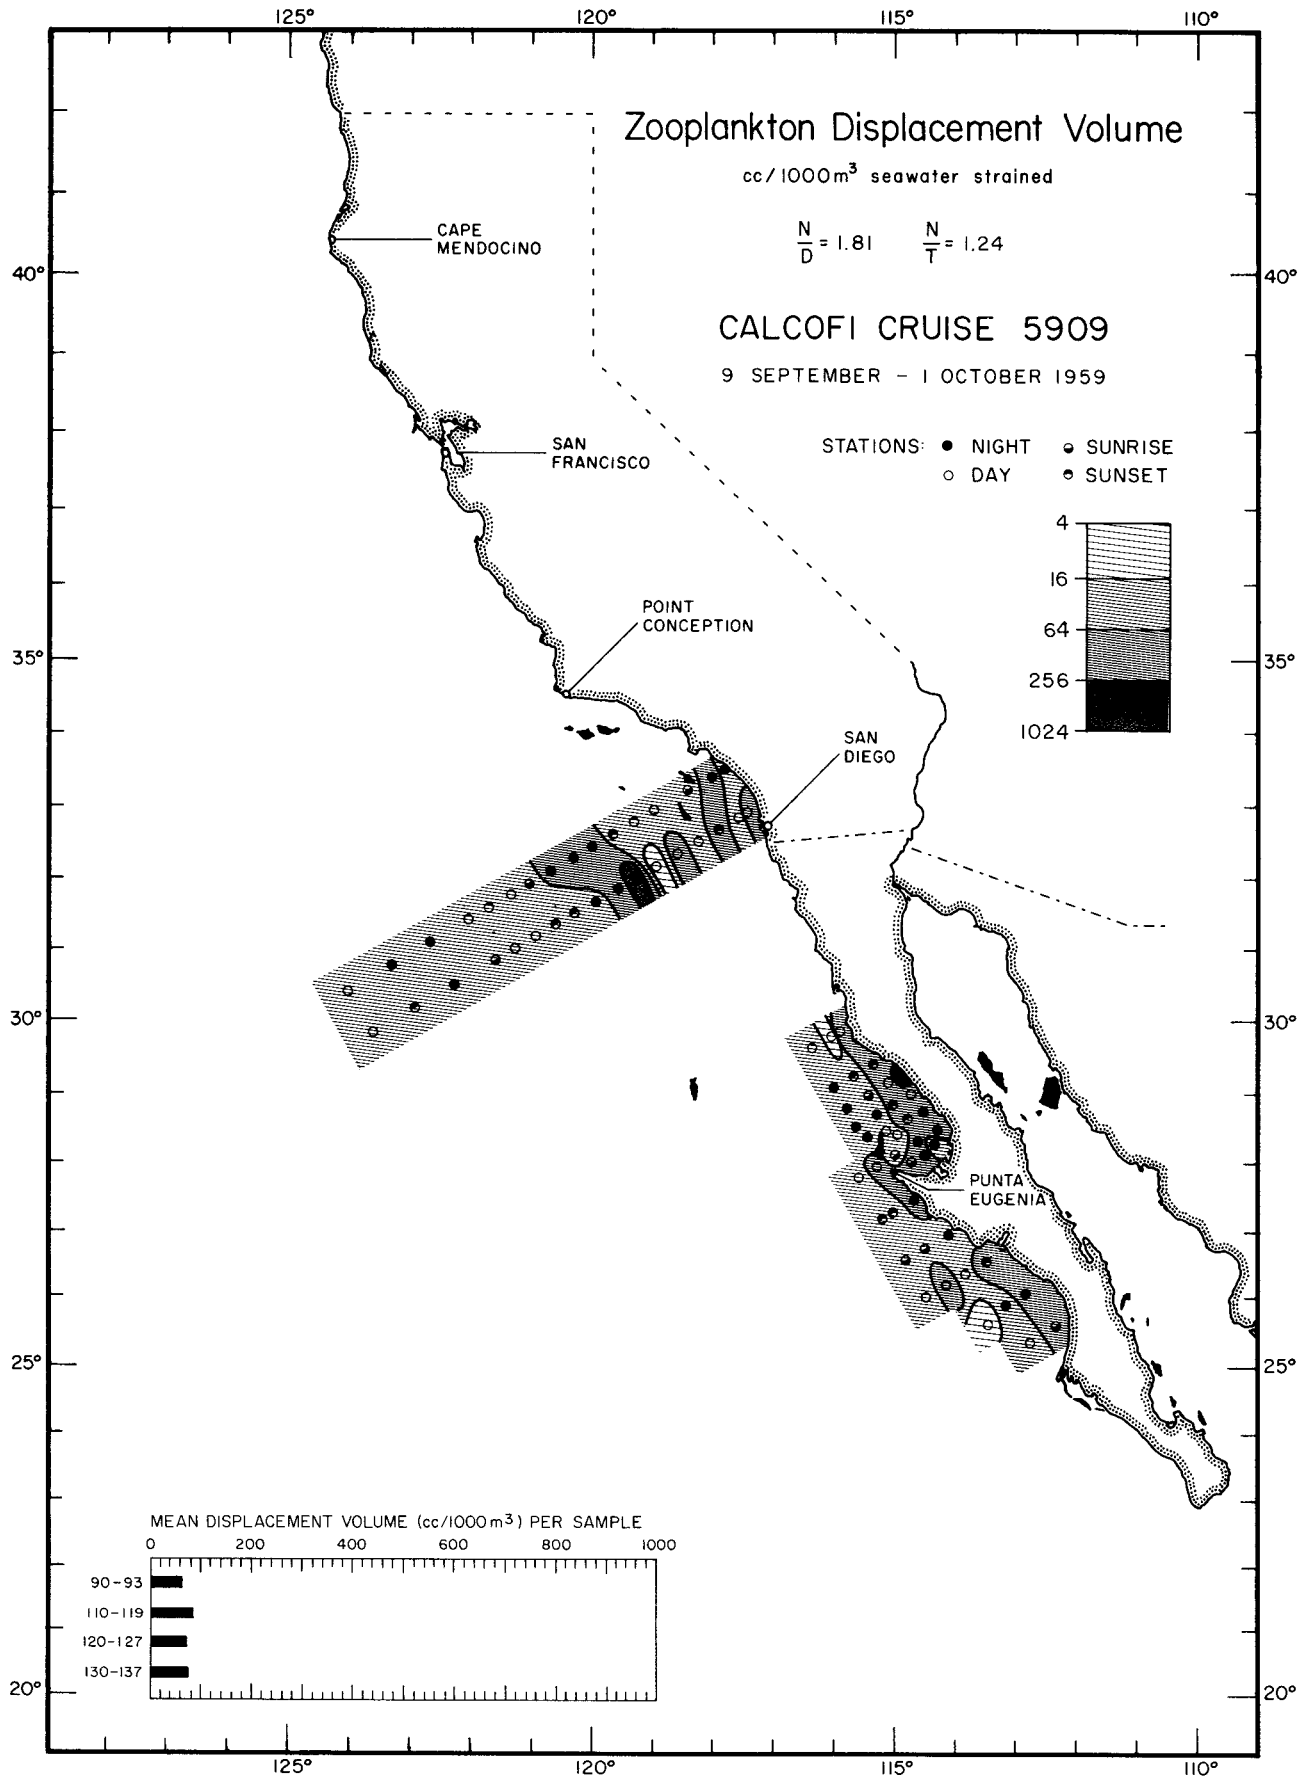 125° 120° 115° 110°
Zooplankton Displacement Volume
cc/1000m³ seawater strained
N/D = 1.81 N/T = 1.24
CAPE
MENDOCINO
40° 40°
CALCOFI CRUISE 5909
9 SEPTEMBER – 1 OCTOBER 1959
STATIONS: ● NIGHT ◒ SUNRISE
○ DAY ◓ SUNSET
SAN
FRANCISCO
4
16
64
256
1024
POINT
CONCEPTION
35° 35°
SAN
DIEGO
30° 30°
PUNTA
EUGENIA
25° 25°
MEAN DISPLACEMENT VOLUME (cc/1000m³) PER SAMPLE
0 200 400 600 800 1000
90-93
110-119
120-127
130-137
20° 20°
125° 120° 115° 110°